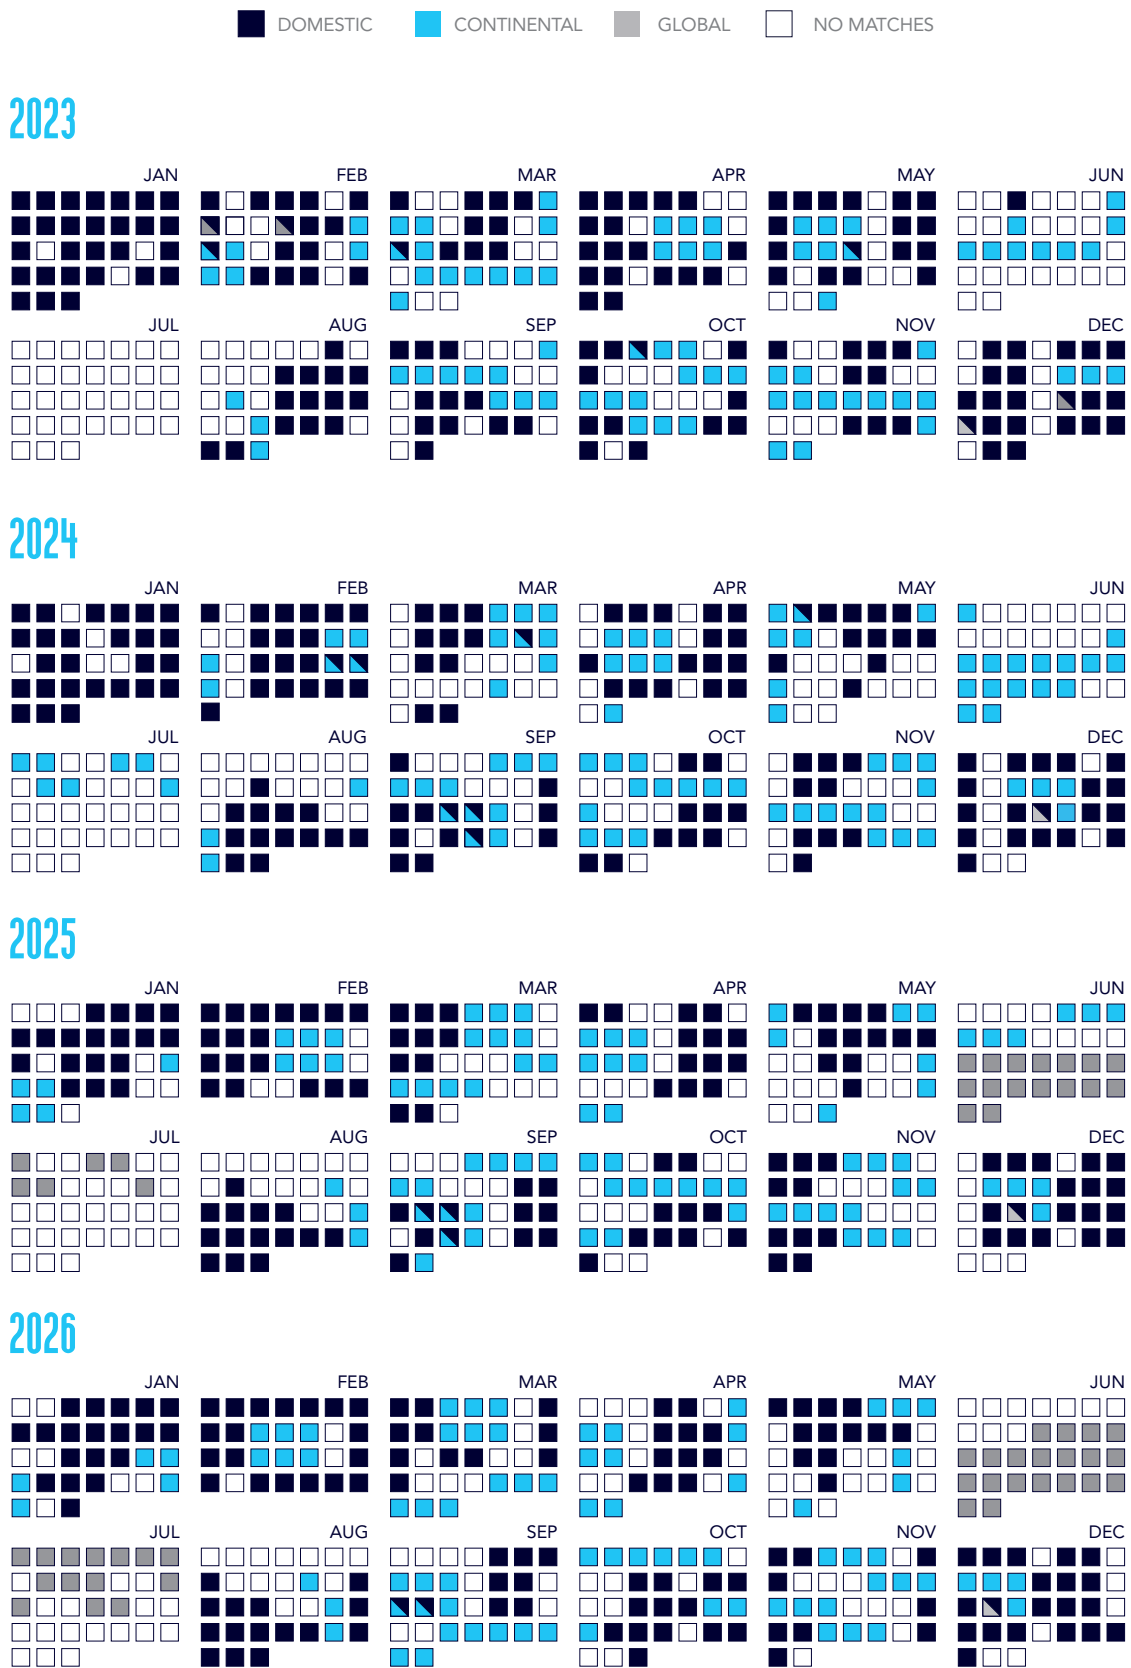 DOMESTIC CONTINENTAL GLOBAL NO MATCHES
2023
JAN FEB MAR APR MAY JUN
JUL AUG SEP OCT NOV DEC
2024
JAN FEB MAR APR MAY JUN
JUL AUG SEP OCT NOV DEC
2025
JAN FEB MAR APR MAY JUN
JUL AUG SEP OCT NOV DEC
2026
JAN FEB MAR APR MAY JUN
JUL AUG SEP OCT NOV DEC